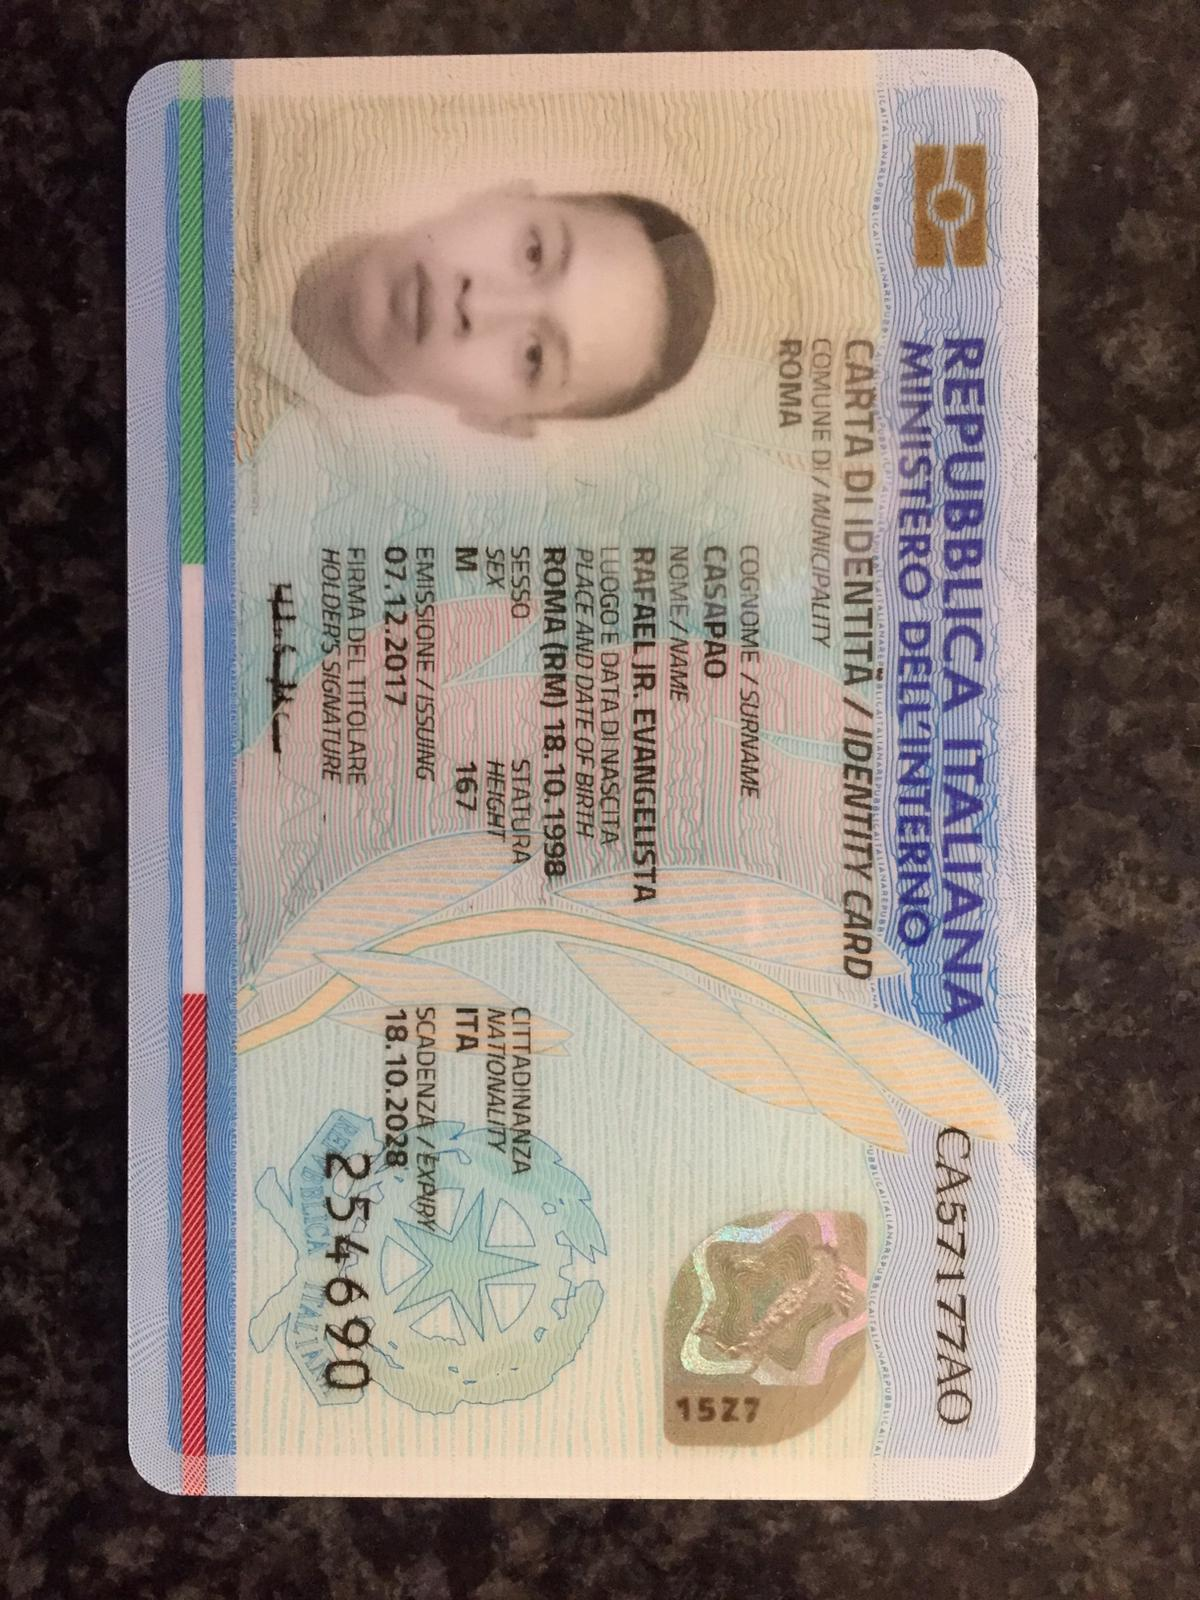 REPUBBLICA ITALIANA
MINISTERO DELL'INTERNO
CA57177AO
CARTA DI IDENTITÀ / IDENTITY CARD
COMUNE DI / MUNICIPALITY
ROMA
COGNOME / SURNAME
CASAPAO
NOME / NAME
RAFAEL JR. EVANGELISTA
LUOGO E DATA DI NASCITA
PLACE AND DATE OF BIRTH
ROMA (RM) 18.10.1998
SESSO STATURA CITTADINANZA
SEX HEIGHT NATIONALITY
M 167 ITA
EMISSIONE / ISSUING SCADENZA / EXPIRY
07.12.2017 18.10.2028
FIRMA DEL TITOLARE
HOLDER'S SIGNATURE
254690
1527
REPUBBLICA ITALIANA